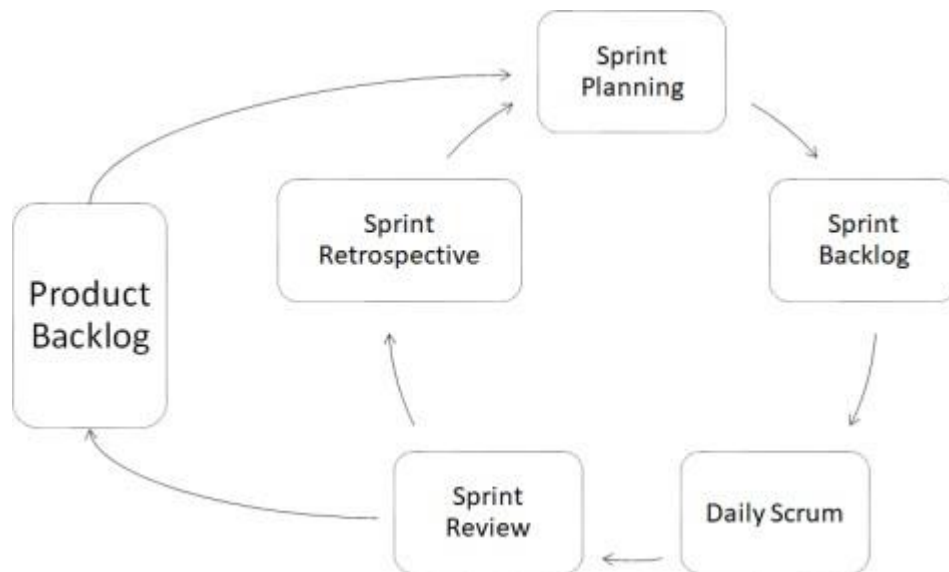 Sprint
Planning
Sprint
Retrospective
Sprint
Backlog
Product
Backlog
Sprint
Review
Daily Scrum